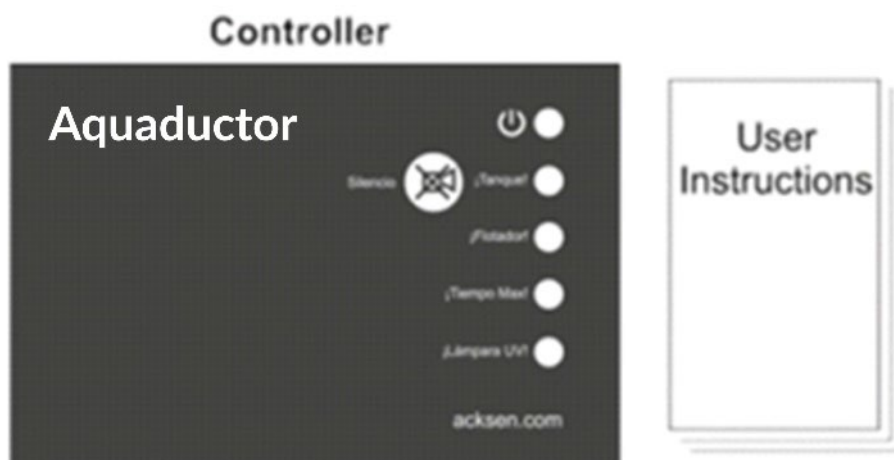 Controller
Aquaductor
Silencio
¡Tanque!
¡Flotador!
¡Tiempo Max!
¡Lámpara UV!
acksen.com
User
Instructions